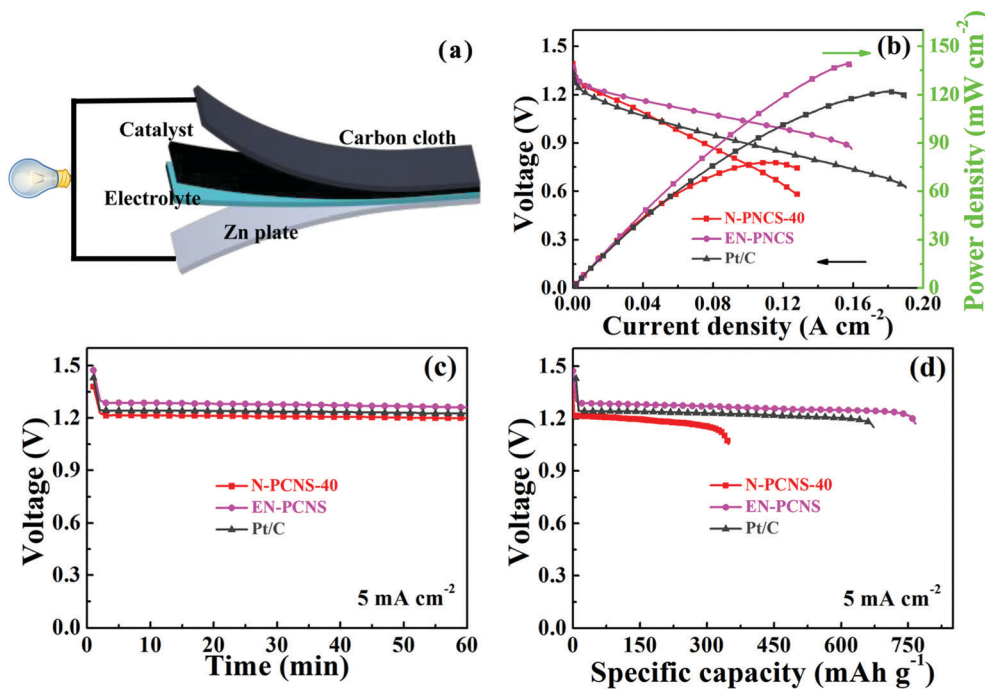 (a)
Catalyst
Carbon cloth
Electrolyte
Zn plate
(b)
Voltage (V)
1.5
1.2
0.9
0.6
0.3
0.0
N-PNCS-40
EN-PNCS
Pt/C
0.00 0.04 0.08 0.12 0.16 0.20
Current density (A cm⁻²)
150
120
90
60
30
0
Power density (mW cm⁻²)
(c)
Voltage (V)
1.5
1.2
0.9
0.6
0.3
0.0
N-PCNS-40
EN-PCNS
Pt/C
5 mA cm⁻²
0 10 20 30 40 50 60
Time (min)
(d)
Voltage (V)
1.5
1.2
0.9
0.6
0.3
0.0
N-PCNS-40
EN-PCNS
Pt/C
5 mA cm⁻²
0 150 300 450 600 750
Specific capacity (mAh g⁻¹)